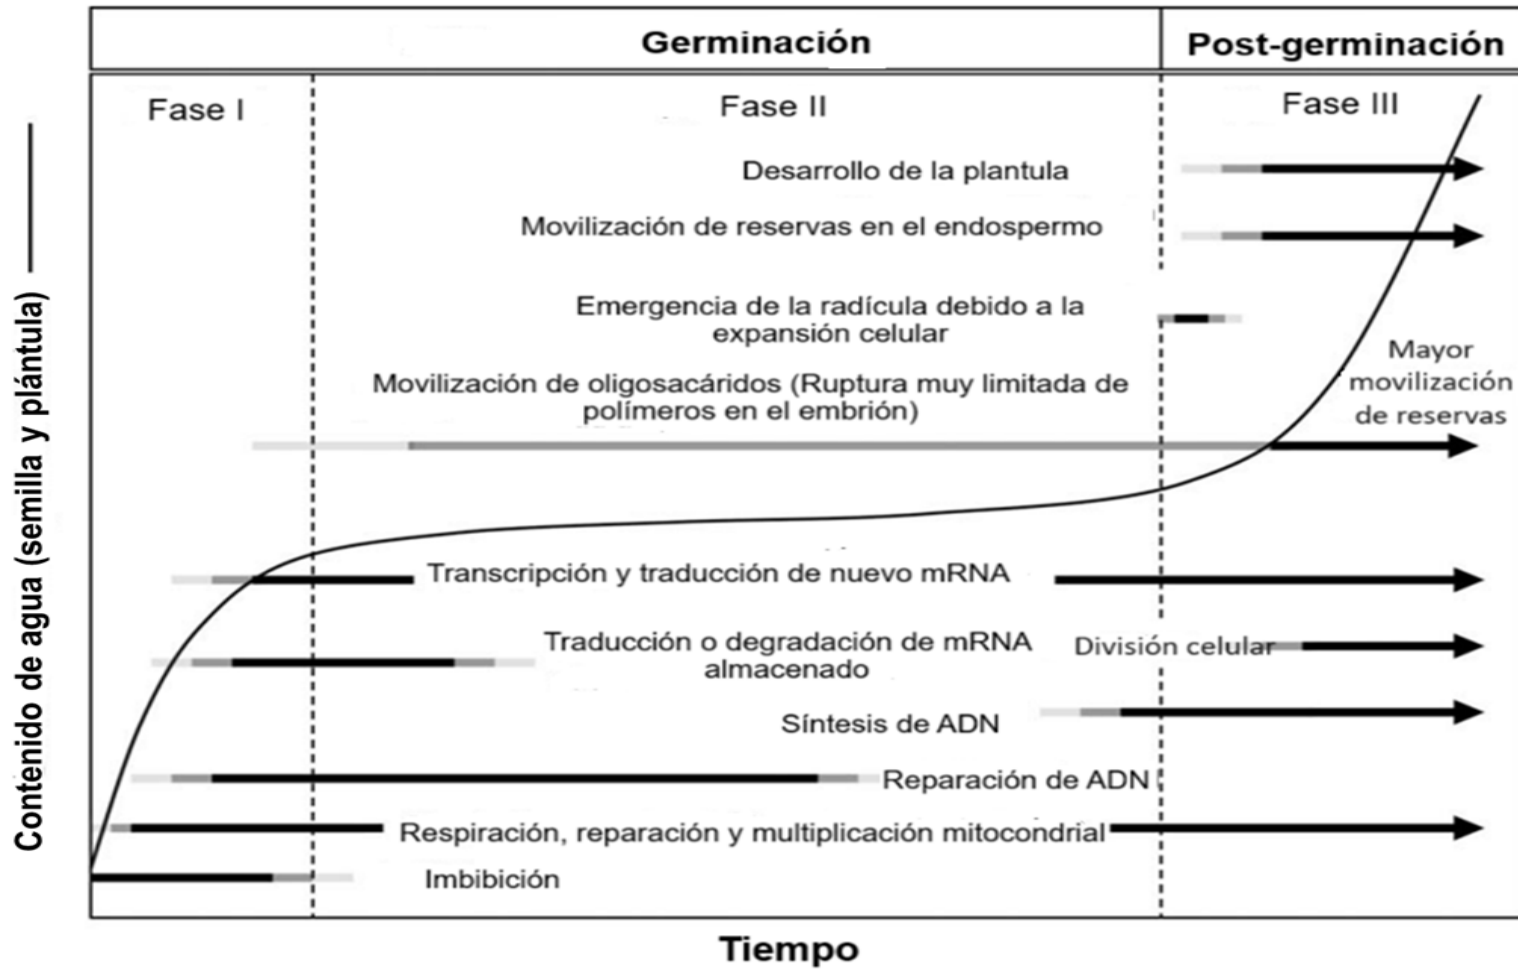 Germinación
Post-germinación
Fase I
Fase II
Fase III
Desarrollo de la plantula
Movilización de reservas en el endospermo
Emergencia de la radícula debido a la
expansión celular
Movilización de oligosacáridos (Ruptura muy limitada de
polímeros en el embrión)
Mayor
movilización
de reservas
Transcripción y traducción de nuevo mRNA
Traducción o degradación de mRNA
almacenado
División celular
Síntesis de ADN
Reparación de ADN
Respiración, reparación y multiplicación mitocondrial
Imbibición
Contenido de agua (semilla y plántula)
Tiempo